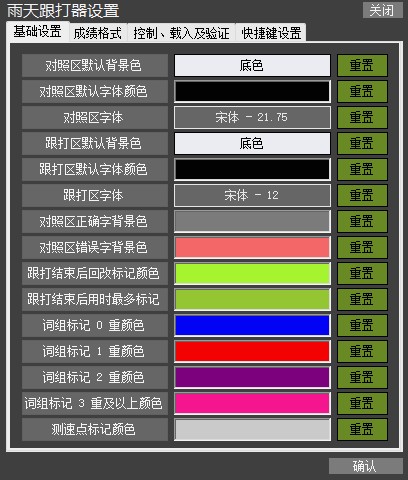 雨天跟打器设置 关闭
基础设置 成绩格式 控制、载入及验证 快捷键设置
对照区默认背景色 底色 重置
对照区默认字体颜色 重置
对照区字体 宋体 - 21.75 重置
跟打区默认背景色 底色 重置
跟打区默认字体颜色 重置
跟打区字体 宋体 - 12 重置
对照区正确字背景色 重置
对照区错误字背景色 重置
跟打结束后回改标记颜色 重置
跟打结束后用时最多标记 重置
词组标记 0 重颜色 重置
词组标记 1 重颜色 重置
词组标记 2 重颜色 重置
词组标记 3 重及以上颜色 重置
测速点标记颜色 重置
确认